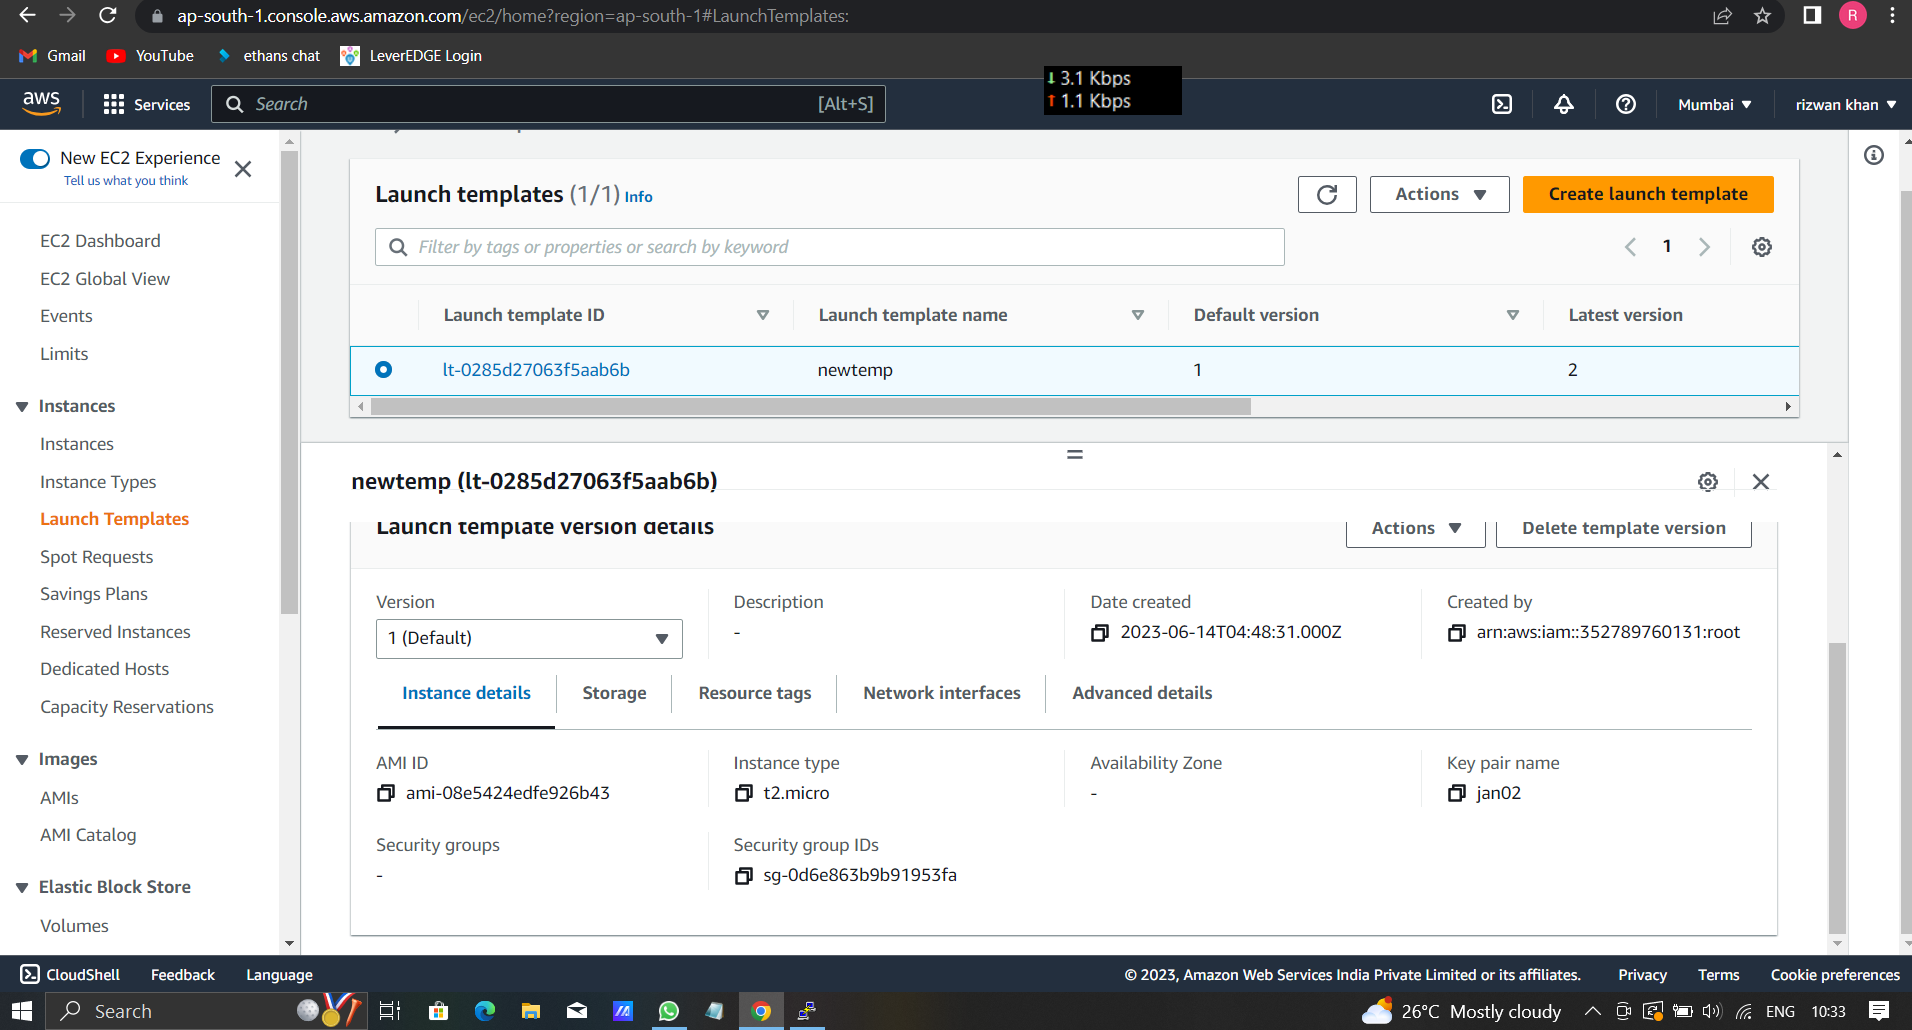 ap-south-1.console.aws.amazon.com/ec2/home?region=ap-south-1#LaunchTemplates:
R
Gmail YouTube ethans chat LeverEDGE Login
3.1 Kbps
1.1 Kbps
aws Services Search [Alt+S] Mumbai rizwan khan
New EC2 Experience
Tell us what you think
EC2 Dashboard
EC2 Global View
Events
Limits
Instances
Instances
Instance Types
Launch Templates
Spot Requests
Savings Plans
Reserved Instances
Dedicated Hosts
Capacity Reservations
Images
AMIs
AMI Catalog
Elastic Block Store
Volumes
Launch templates (1/1) Info
Actions
Create launch template
Filter by tags or properties or search by keyword
1
Launch template ID Launch template name Default version Latest version
lt-0285d27063f5aab6b newtemp 1 2
newtemp (lt-0285d27063f5aab6b)
Launch template version details
Actions
Delete template version
Version Description Date created Created by
1 (Default) - 2023-06-14T04:48:31.000Z arn:aws:iam::352789760131:root
Instance details Storage Resource tags Network interfaces Advanced details
AMI ID Instance type Availability Zone Key pair name
ami-08e5424edfe926b43 t2.micro - jan02
Security groups Security group IDs
- sg-0d6e863b9b91953fa
CloudShell Feedback Language © 2023, Amazon Web Services India Private Limited or its affiliates. Privacy Terms Cookie preferences
Search 26°C Mostly cloudy ENG 10:33